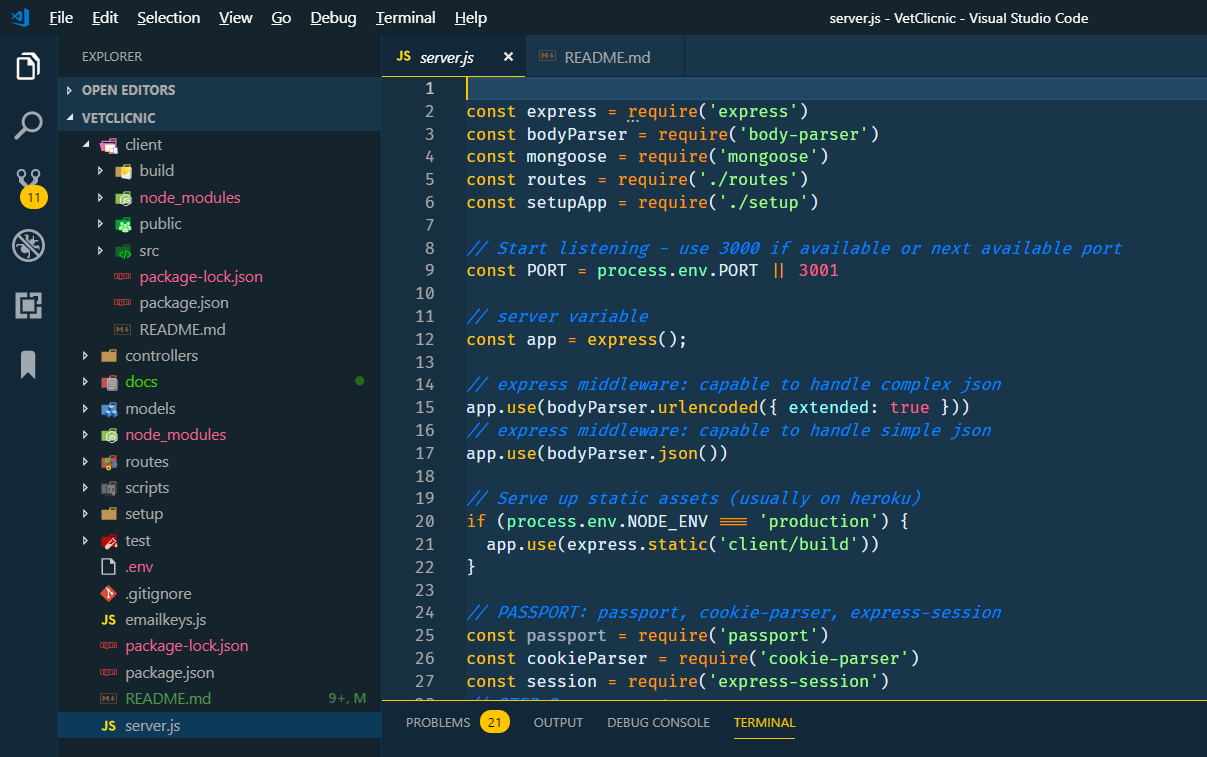 File Edit Selection View Go Debug Terminal Help
server.js - VetClicnic - Visual Studio Code
EXPLORER
OPEN EDITORS
VETCLICNIC
client
build
node_modules
public
src
package-lock.json
package.json
README.md
controllers
docs
models
node_modules
routes
scripts
setup
test
.env
.gitignore
JS emailkeys.js
package-lock.json
package.json
README.md 9+, M
JS server.js
11
JS server.js × README.md
1
2 const express = require('express')
3 const bodyParser = require('body-parser')
4 const mongoose = require('mongoose')
5 const routes = require('./routes')
6 const setupApp = require('./setup')
7
8 // Start listening - use 3000 if available or next available port
9 const PORT = process.env.PORT || 3001
10
11 // server variable
12 const app = express();
13
14 // express middleware: capable to handle complex json
15 app.use(bodyParser.urlencoded({ extended: true }))
16 // express middleware: capable to handle simple json
17 app.use(bodyParser.json())
18
19 // Serve up static assets (usually on heroku)
20 if (process.env.NODE_ENV === 'production') {
21 app.use(express.static('client/build'))
22 }
23
24 // PASSPORT: passport, cookie-parser, express-session
25 const passport = require('passport')
26 const cookieParser = require('cookie-parser')
27 const session = require('express-session')
PROBLEMS 21 OUTPUT DEBUG CONSOLE TERMINAL